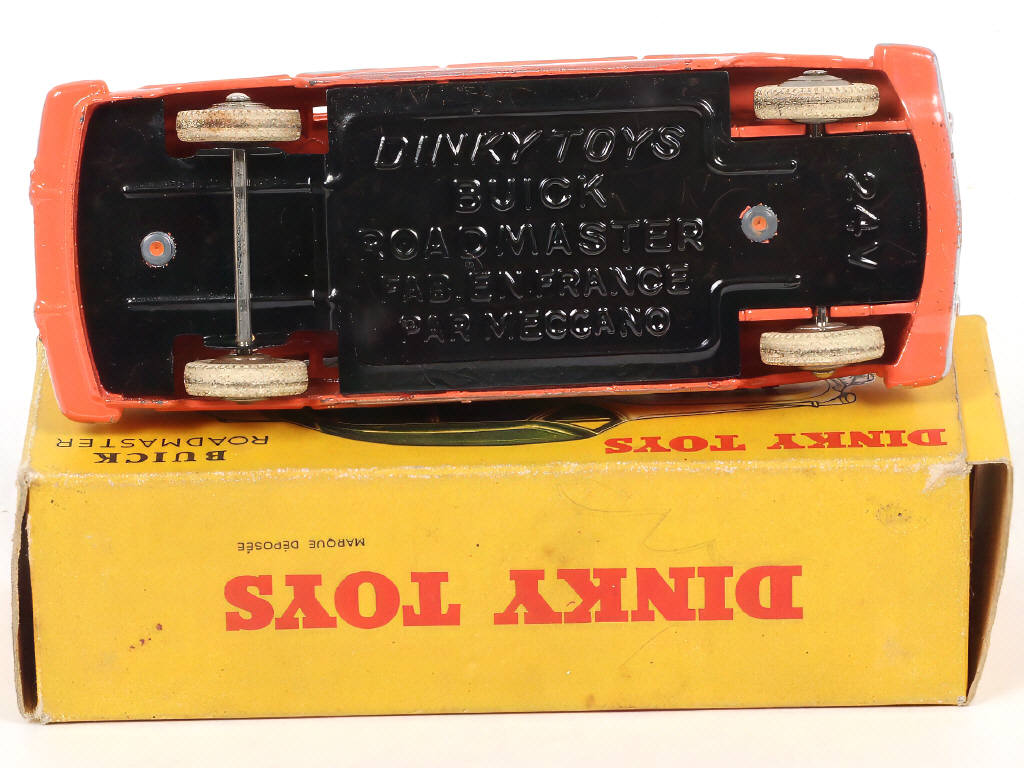 DINKY TOYS
BUICK
ROADMASTER
FAB. EN FRANCE
PAR MECCANO
24V
DINKY TOYS
BUICK
ROADMASTER
DINKY TOYS
MARQUE DÉPOSÉE